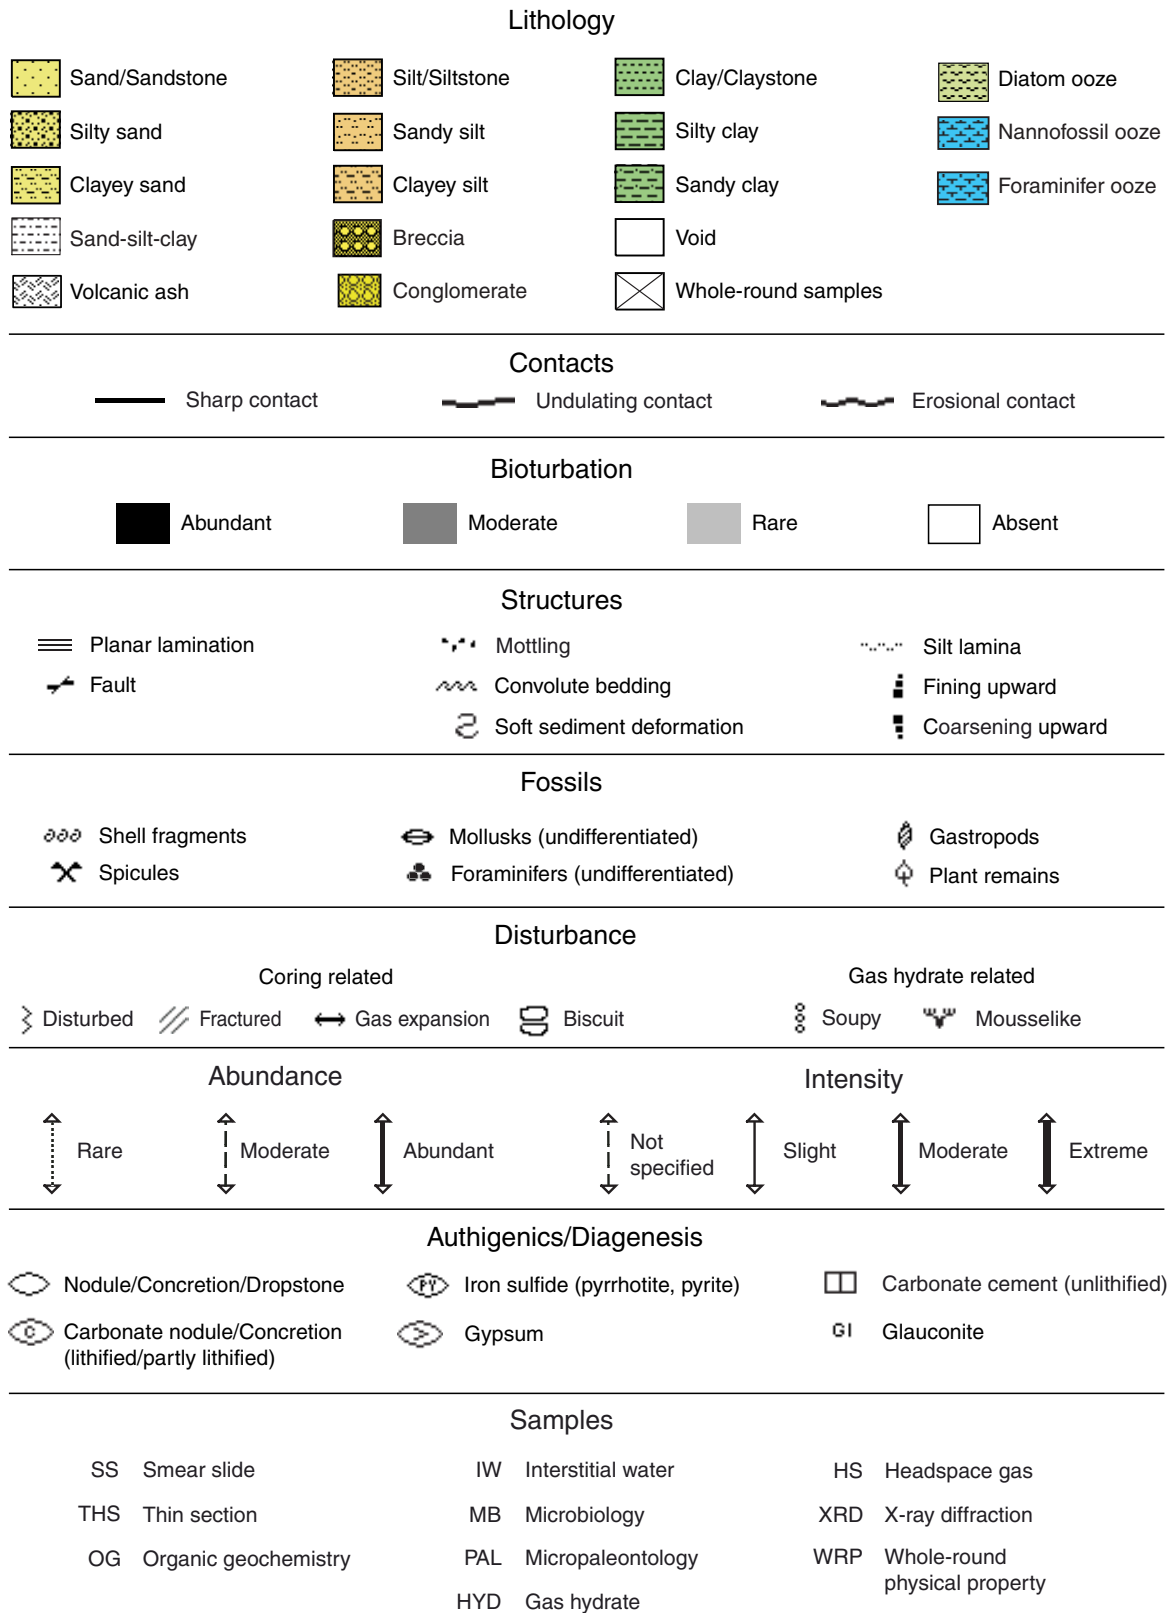 Lithology
Sand/Sandstone Silt/Siltstone Clay/Claystone Diatom ooze
Silty sand Sandy silt Silty clay Nannofossil ooze
Clayey sand Clayey silt Sandy clay Foraminifer ooze
Sand-silt-clay Breccia Void
Volcanic ash Conglomerate Whole-round samples
Contacts
Sharp contact Undulating contact Erosional contact
Bioturbation
Abundant Moderate Rare Absent
Structures
Planar lamination Mottling Silt lamina
Fault Convolute bedding Fining upward
Soft sediment deformation Coarsening upward
Fossils
Shell fragments Mollusks (undifferentiated) Gastropods
Spicules Foraminifers (undifferentiated) Plant remains
Disturbance
Coring related Gas hydrate related
Disturbed Fractured Gas expansion Biscuit Soupy Mousselike
Abundance Intensity
Rare Moderate Abundant Not specified Slight Moderate Extreme
Authigenics/Diagenesis
Nodule/Concretion/Dropstone PY Iron sulfide (pyrrhotite, pyrite) Carbonate cement (unlithified)
C Carbonate nodule/Concretion Gypsum GI Glauconite
(lithified/partly lithified)
Samples
SS Smear slide IW Interstitial water HS Headspace gas
THS Thin section MB Microbiology XRD X-ray diffraction
OG Organic geochemistry PAL Micropaleontology WRP Whole-round
physical property
HYD Gas hydrate